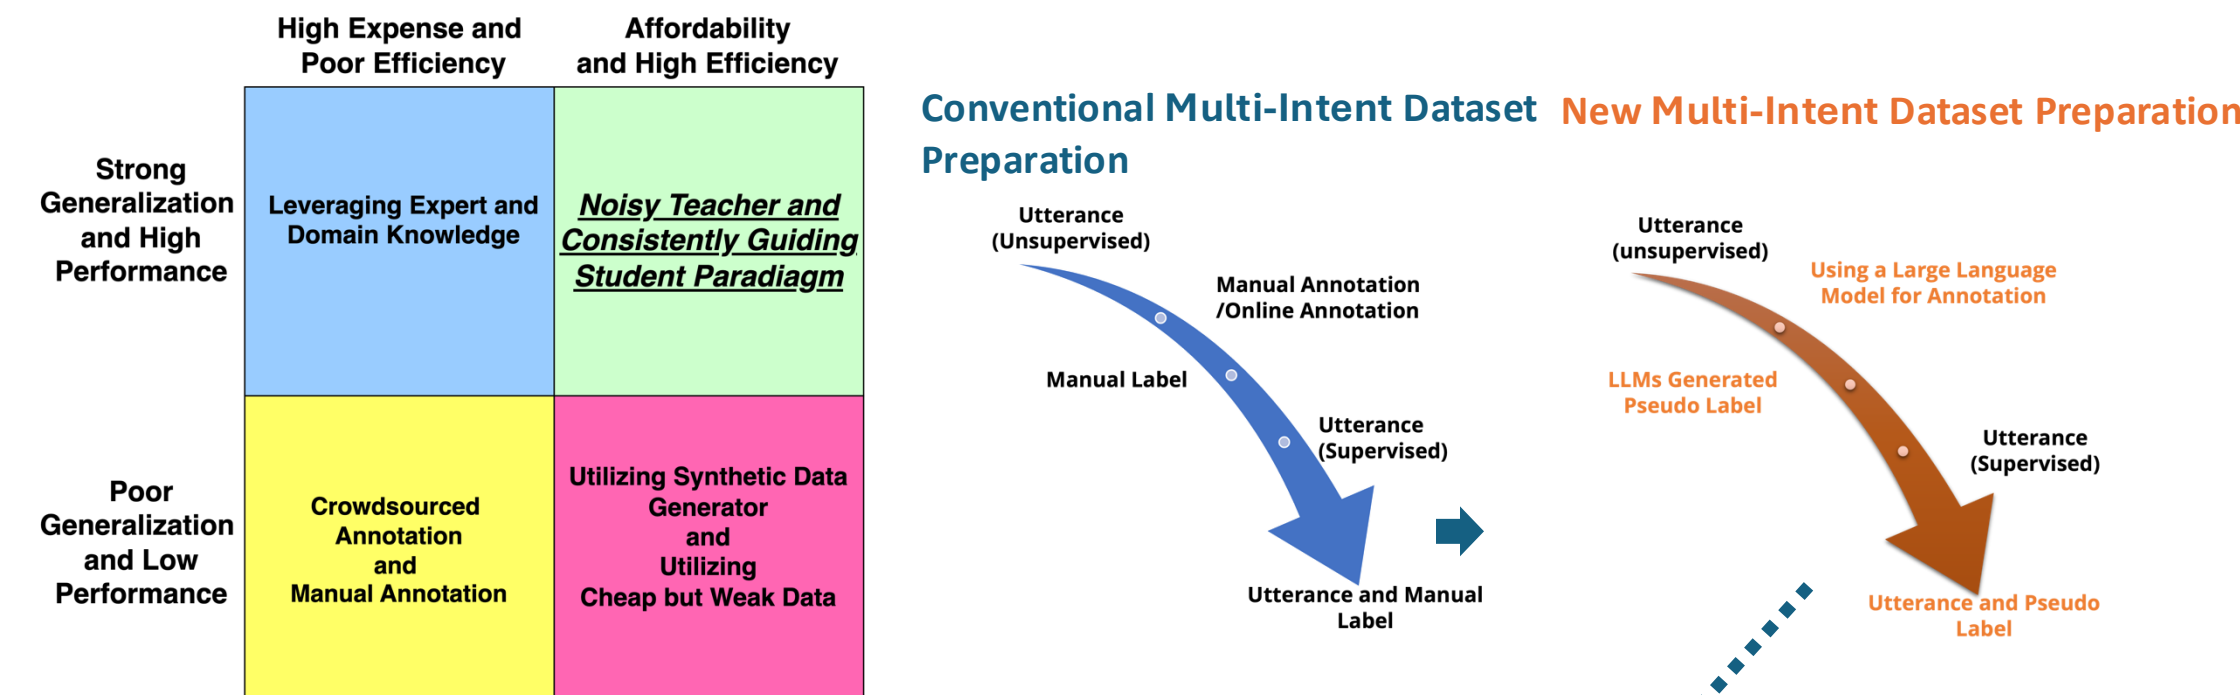 High Expense and
Poor Efficiency
Affordability
and High Efficiency
Strong
Generalization
and High
Performance
Leveraging Expert and
Domain Knowledge
Noisy Teacher and
Consistently Guiding
Student Paradiagm
Poor
Generalization
and Low
Performance
Crowdsourced
Annotation
and
Manual Annotation
Utilizing Synthetic Data
Generator
and
Utilizing
Cheap but Weak Data
Conventional Multi-Intent Dataset
Preparation
Utterance
(Unsupervised)
Manual Annotation
/Online Annotation
Manual Label
Utterance
(Supervised)
Utterance and Manual
Label
New Multi-Intent Dataset Preparation
Utterance
(unsupervised)
Using a Large Language
Model for Annotation
LLMs Generated
Pseudo Label
Utterance
(Supervised)
Utterance and Pseudo
Label